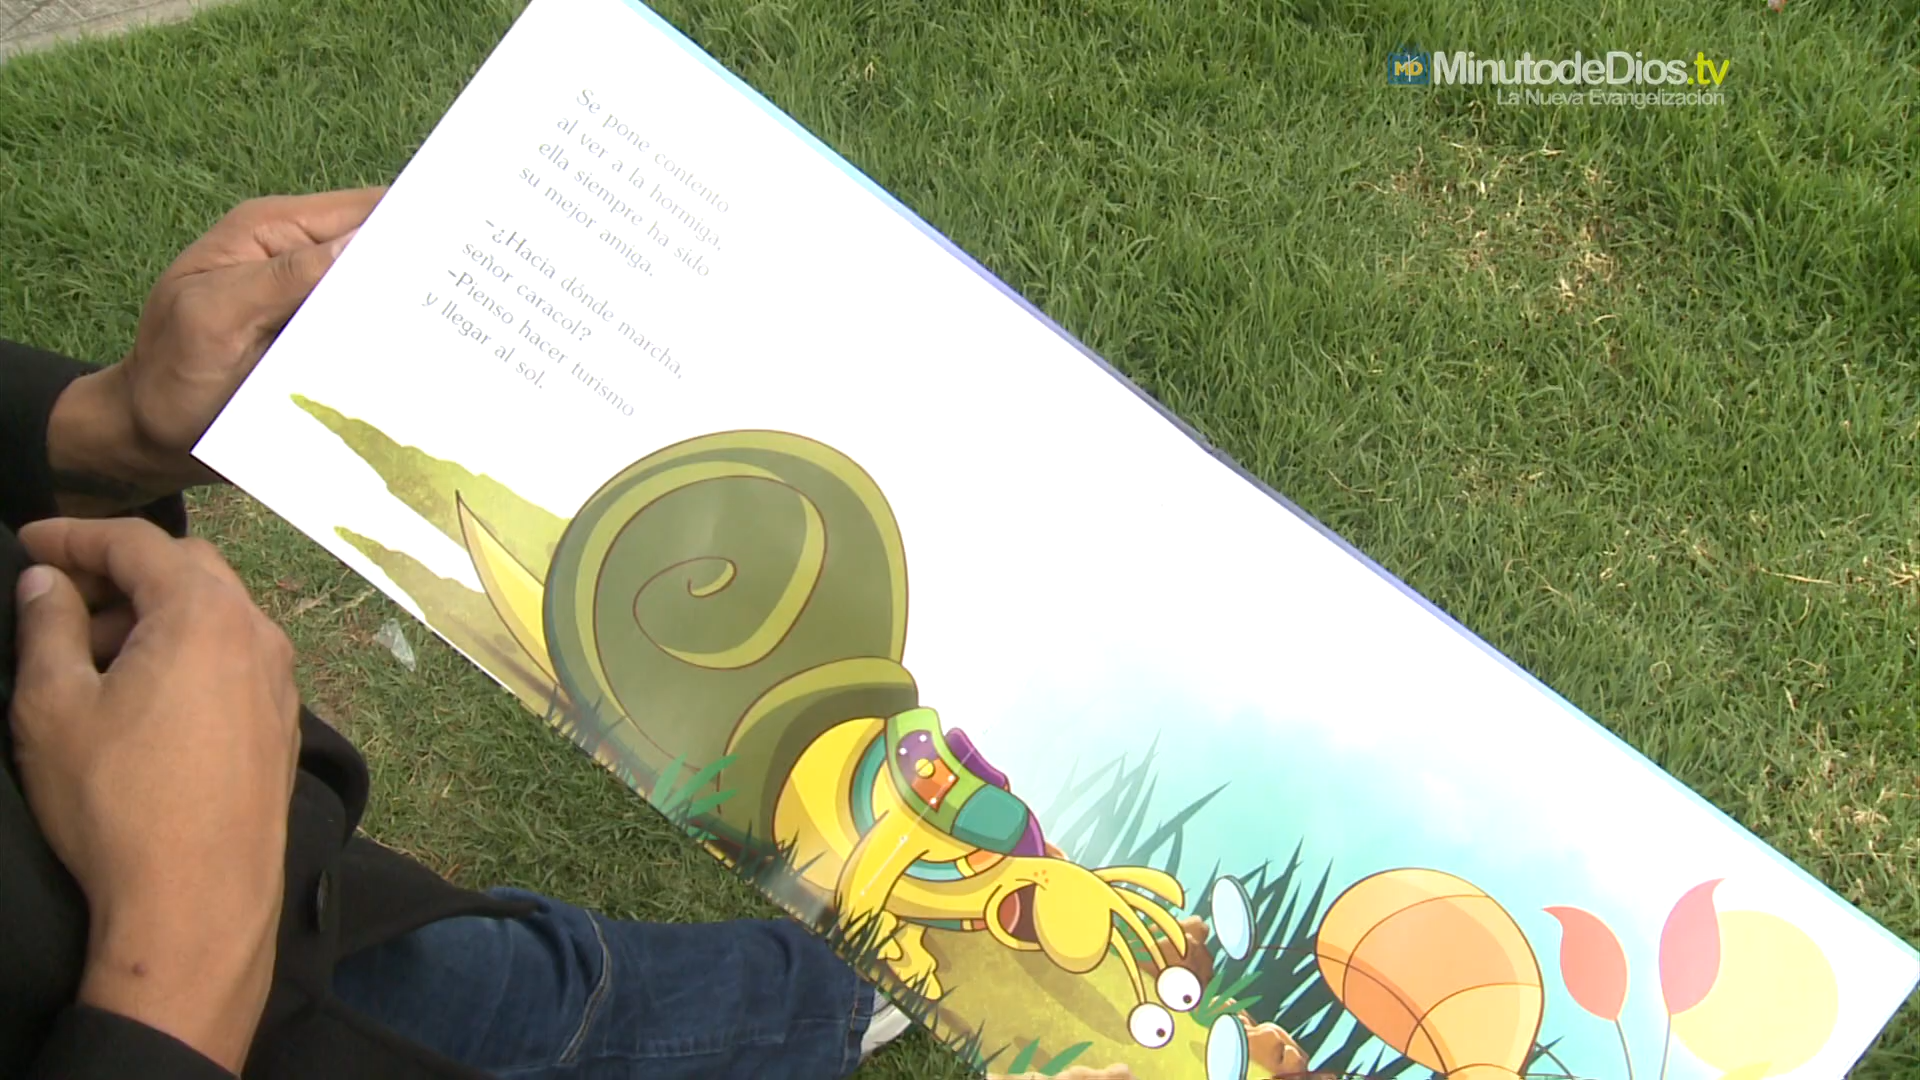 Se pone contento
al ver a la hormiga,
ella siempre ha sido
su mejor amiga.
-¿Hacia dónde marcha,
señor caracol?
-Pienso hacer turismo
y llegar al sol.
MD MinutodeDios.tv
La Nueva Evangelización